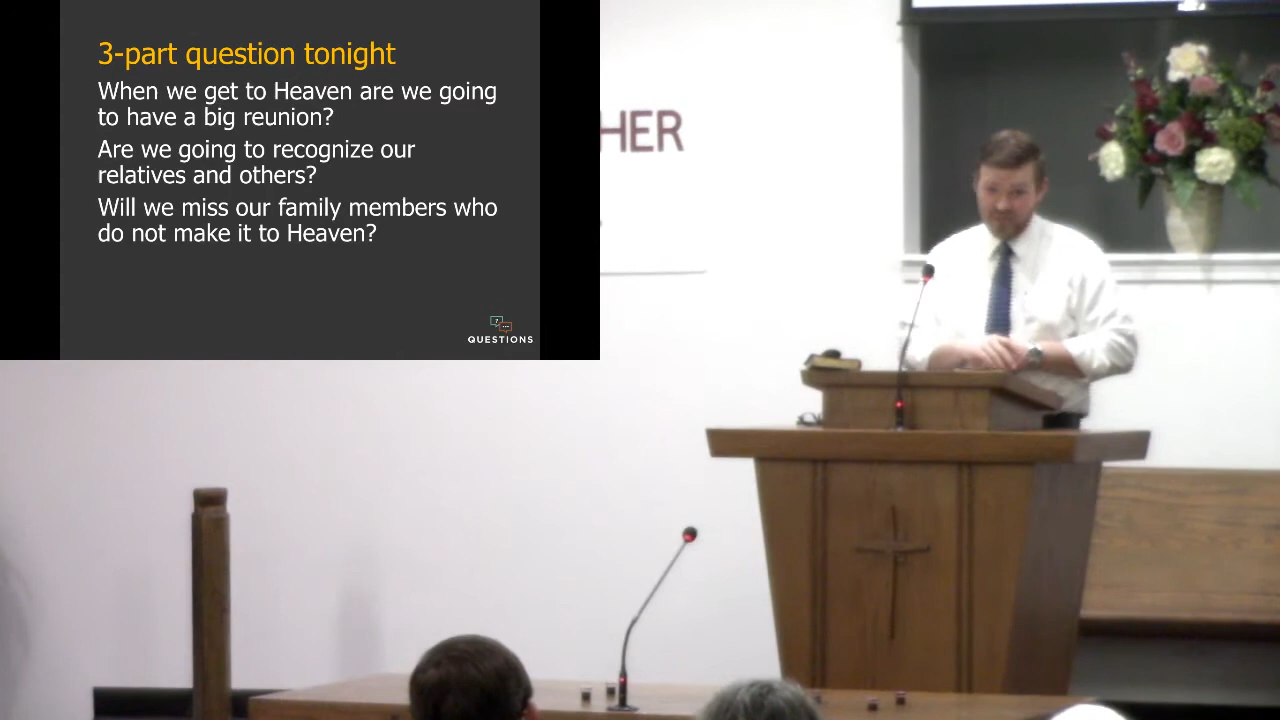 3-part question tonight
When we get to Heaven are we going
to have a big reunion?
Are we going to recognize our
relatives and others?
Will we miss our family members who
do not make it to Heaven?
QUESTIONS
HER